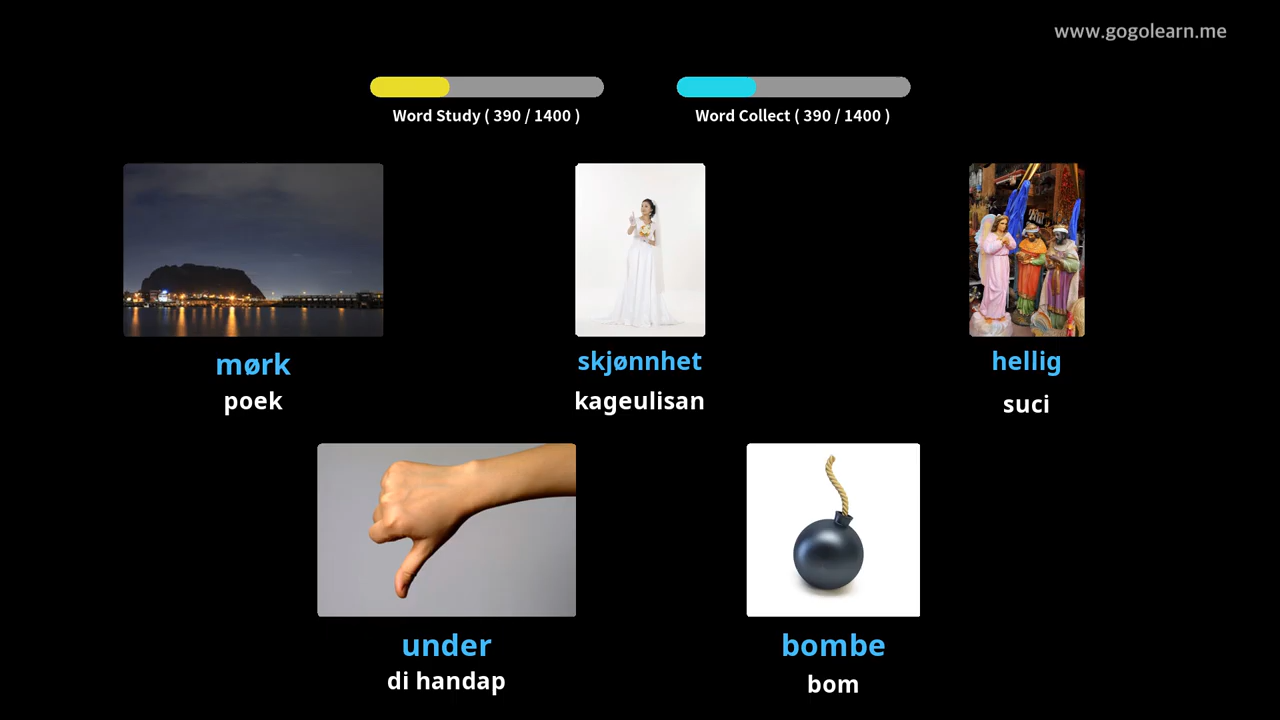 www.gogolearn.me
Word Study ( 390 / 1400 )
Word Collect ( 390 / 1400 )
mørk
poek
skjønnhet
kageulisan
hellig
suci
under
di handap
bombe
bom